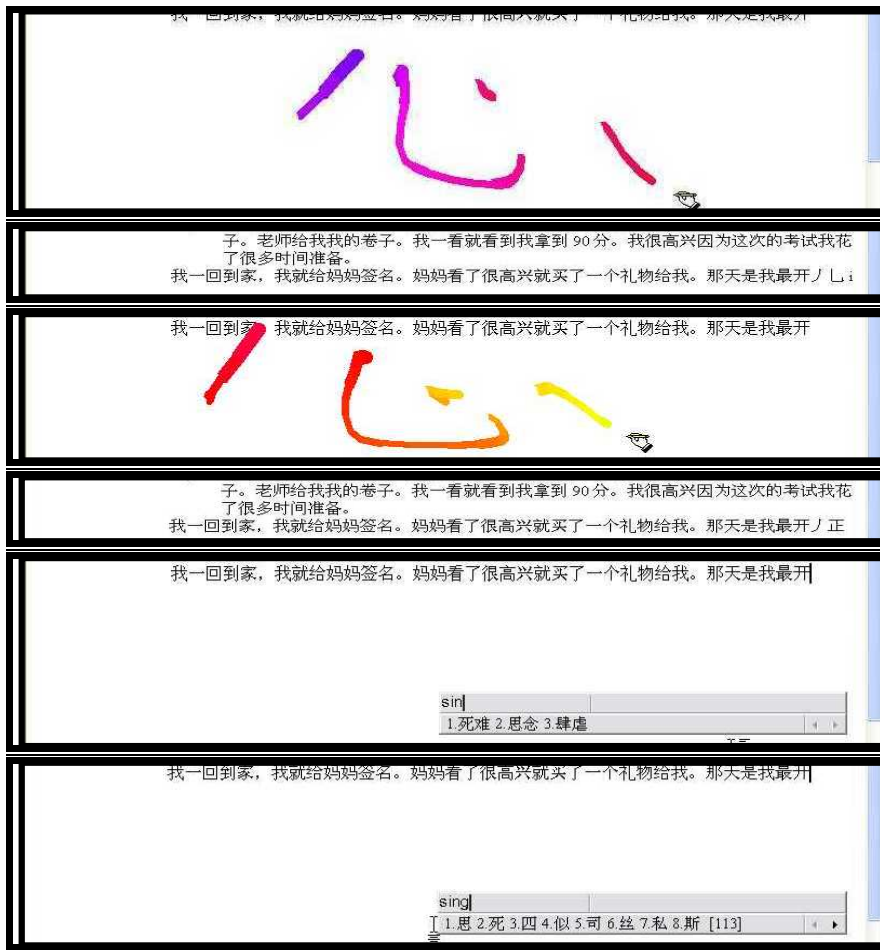 我一回到家，我就给妈妈签名。妈妈看了很高兴就买了一个礼物给我。那天是我最开
心
子。老师给我我的卷子。我一看就看到我拿到 90 分。我很高兴因为这次的考试我花
了很多时间准备。
我一回到家，我就给妈妈签名。妈妈看了很高兴就买了一个礼物给我。那天是我最开丿乚i
我一回到家，我就给妈妈签名。妈妈看了很高兴就买了一个礼物给我。那天是我最开
心
子。老师给我我的卷子。我一看就看到我拿到 90 分。我很高兴因为这次的考试我花
了很多时间准备。
我一回到家，我就给妈妈签名。妈妈看了很高兴就买了一个礼物给我。那天是我最开丿正
我一回到家，我就给妈妈签名。妈妈看了很高兴就买了一个礼物给我。那天是我最开
sin
1.死难 2.思念 3.肆虐
我一回到家，我就给妈妈签名。妈妈看了很高兴就买了一个礼物给我。那天是我最开
sing
1.思 2.死 3.四 4.似 5.司 6.丝 7.私 8.斯 [113]